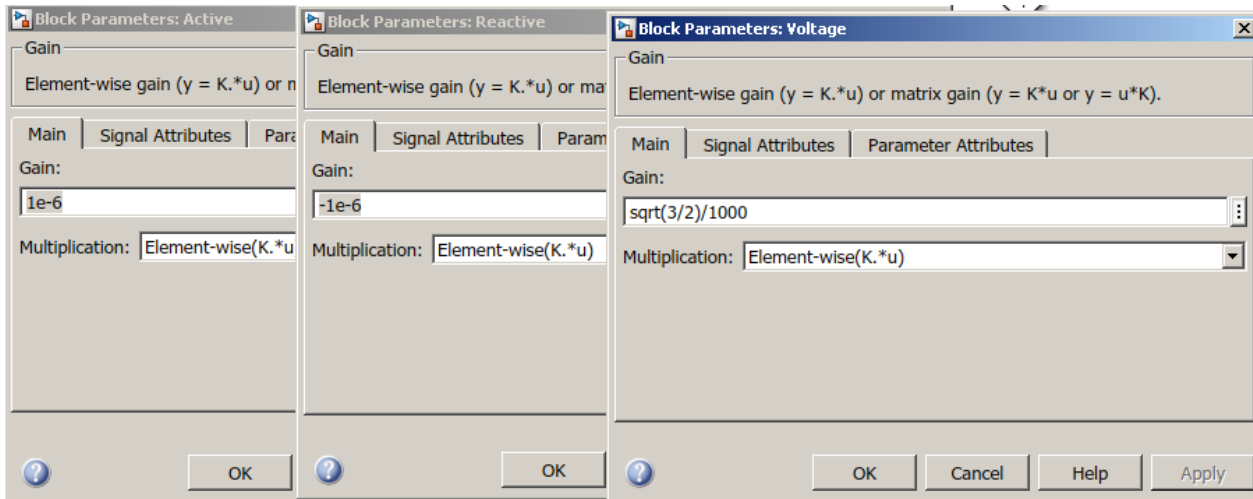 Block Parameters: Active
Gain
Element-wise gain (y = K.*u) or m
Main
Signal Attributes
Para
Gain:
1e-6
Multiplication:
Element-wise(K.*u
OK
Block Parameters: Reactive
Gain
Element-wise gain (y = K.*u) or ma
Main
Signal Attributes
Param
Gain:
-1e-6
Multiplication:
Element-wise(K.*u)
OK
Block Parameters: Voltage
Gain
Element-wise gain (y = K.*u) or matrix gain (y = K*u or y = u*K).
Main
Signal Attributes
Parameter Attributes
Gain:
sqrt(3/2)/1000
Multiplication:
Element-wise(K.*u)
OK
Cancel
Help
Apply